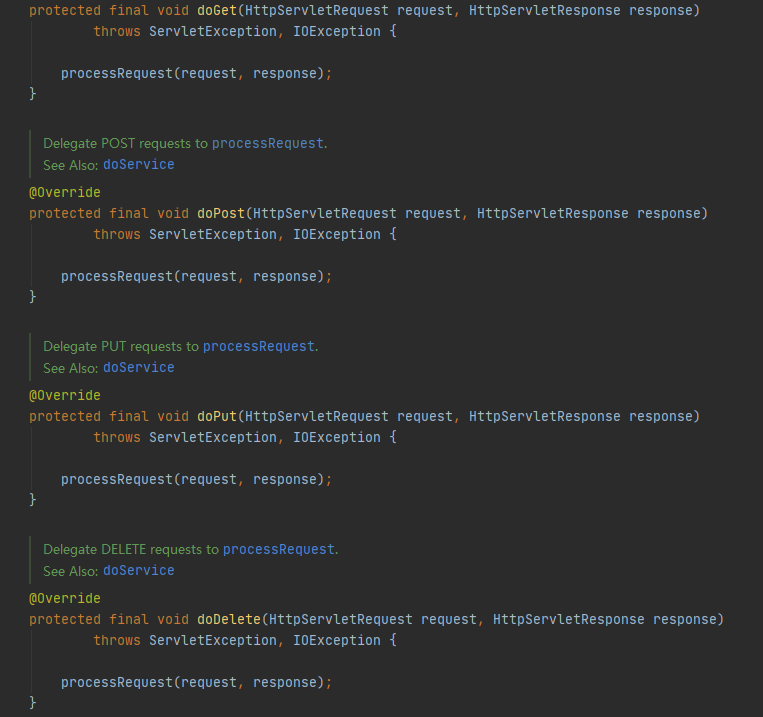 protected final void doGet(HttpServletRequest request, HttpServletResponse response)
throws ServletException, IOException {
processRequest(request, response);
}
Delegate POST requests to processRequest.
See Also: doService
@Override
protected final void doPost(HttpServletRequest request, HttpServletResponse response)
throws ServletException, IOException {
processRequest(request, response);
}
Delegate PUT requests to processRequest.
See Also: doService
@Override
protected final void doPut(HttpServletRequest request, HttpServletResponse response)
throws ServletException, IOException {
processRequest(request, response);
}
Delegate DELETE requests to processRequest.
See Also: doService
@Override
protected final void doDelete(HttpServletRequest request, HttpServletResponse response)
throws ServletException, IOException {
processRequest(request, response);
}